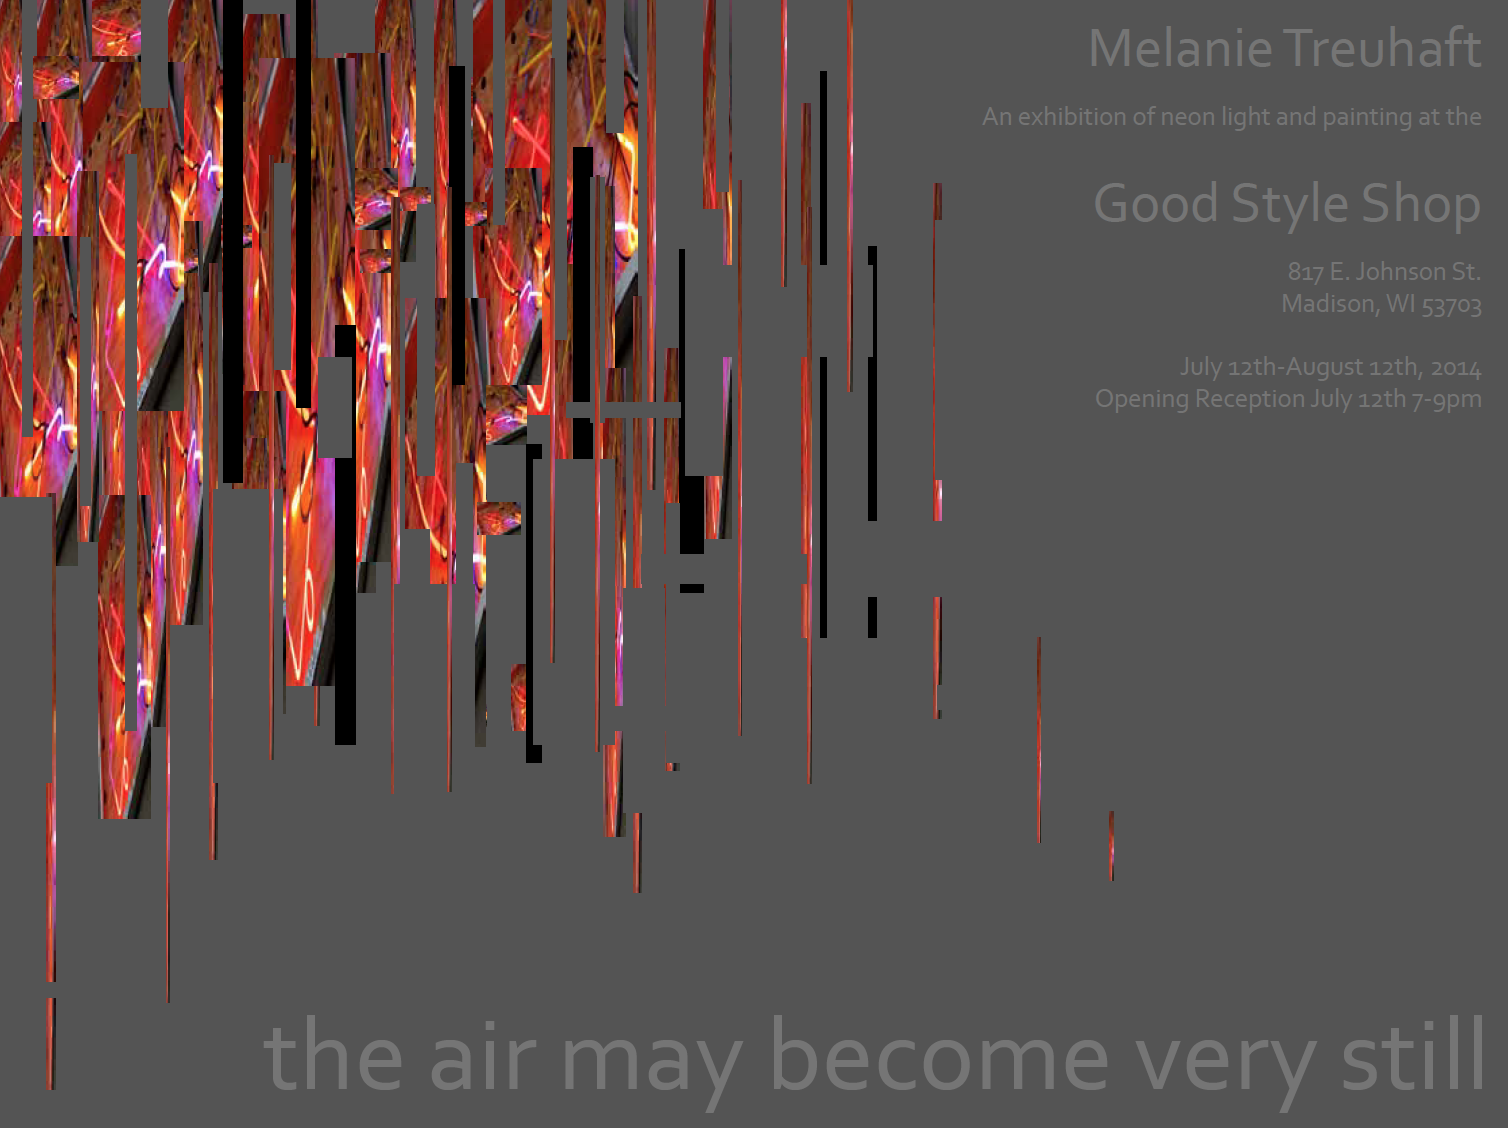 Melanie Treuhaft
An exhibition of neon light and painting at the
Good Style Shop
817 E. Johnson St.
Madison, WI 53703
July 12th-August 12th, 2014
Opening Reception July 12th 7-9pm
the air may become very still